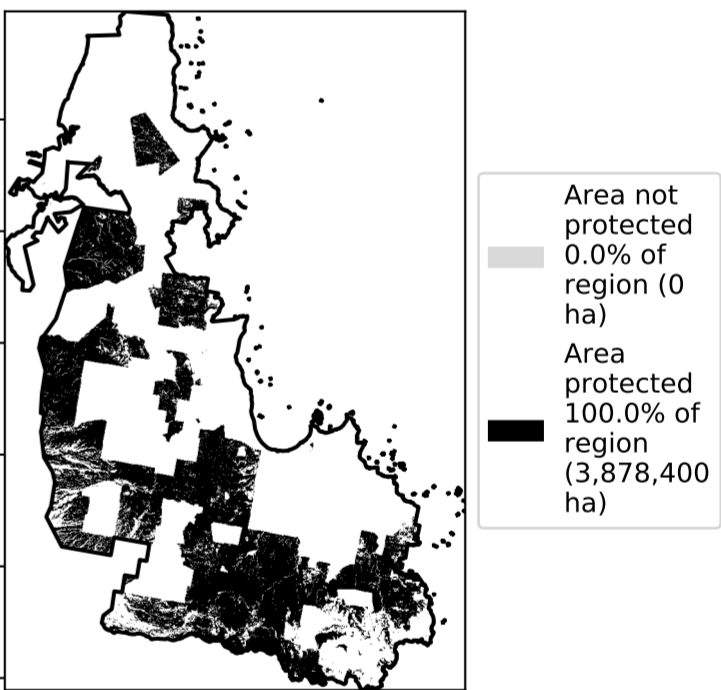 Area not
protected
0.0% of
region (0
ha)
Area
protected
100.0% of
region
(3,878,400
ha)